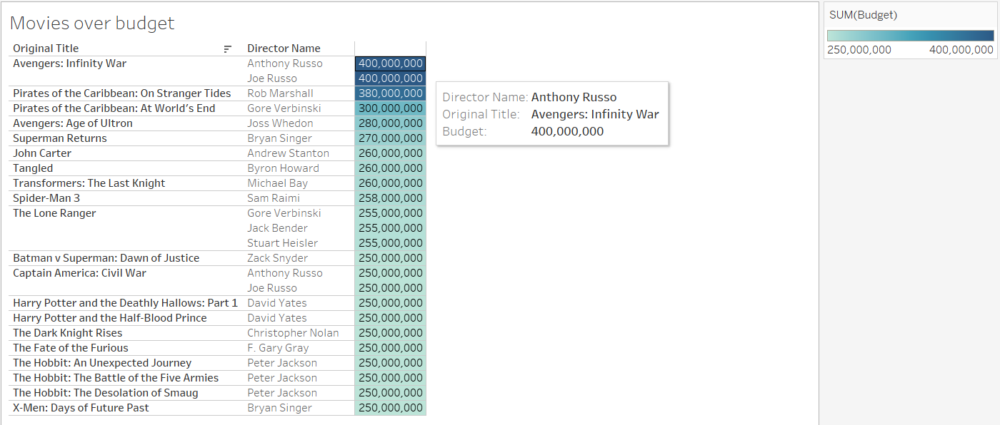 Movies over budget
SUM(Budget)
250,000,000 400,000,000
Original Title Director Name
Avengers: Infinity War Anthony Russo 400,000,000
Joe Russo 400,000,000
Pirates of the Caribbean: On Stranger Tides Rob Marshall 380,000,000
Pirates of the Caribbean: At World’s End Gore Verbinski 300,000,000
Avengers: Age of Ultron Joss Whedon 280,000,000
Superman Returns Bryan Singer 270,000,000
John Carter Andrew Stanton 260,000,000
Tangled Byron Howard 260,000,000
Transformers: The Last Knight Michael Bay 260,000,000
Spider-Man 3 Sam Raimi 258,000,000
The Lone Ranger Gore Verbinski 255,000,000
Jack Bender 255,000,000
Stuart Heisler 255,000,000
Batman v Superman: Dawn of Justice Zack Snyder 250,000,000
Captain America: Civil War Anthony Russo 250,000,000
Joe Russo 250,000,000
Harry Potter and the Deathly Hallows: Part 1 David Yates 250,000,000
Harry Potter and the Half-Blood Prince David Yates 250,000,000
The Dark Knight Rises Christopher Nolan 250,000,000
The Fate of the Furious F. Gary Gray 250,000,000
The Hobbit: An Unexpected Journey Peter Jackson 250,000,000
The Hobbit: The Battle of the Five Armies Peter Jackson 250,000,000
The Hobbit: The Desolation of Smaug Peter Jackson 250,000,000
X-Men: Days of Future Past Bryan Singer 250,000,000
Director Name: Anthony Russo
Original Title: Avengers: Infinity War
Budget: 400,000,000